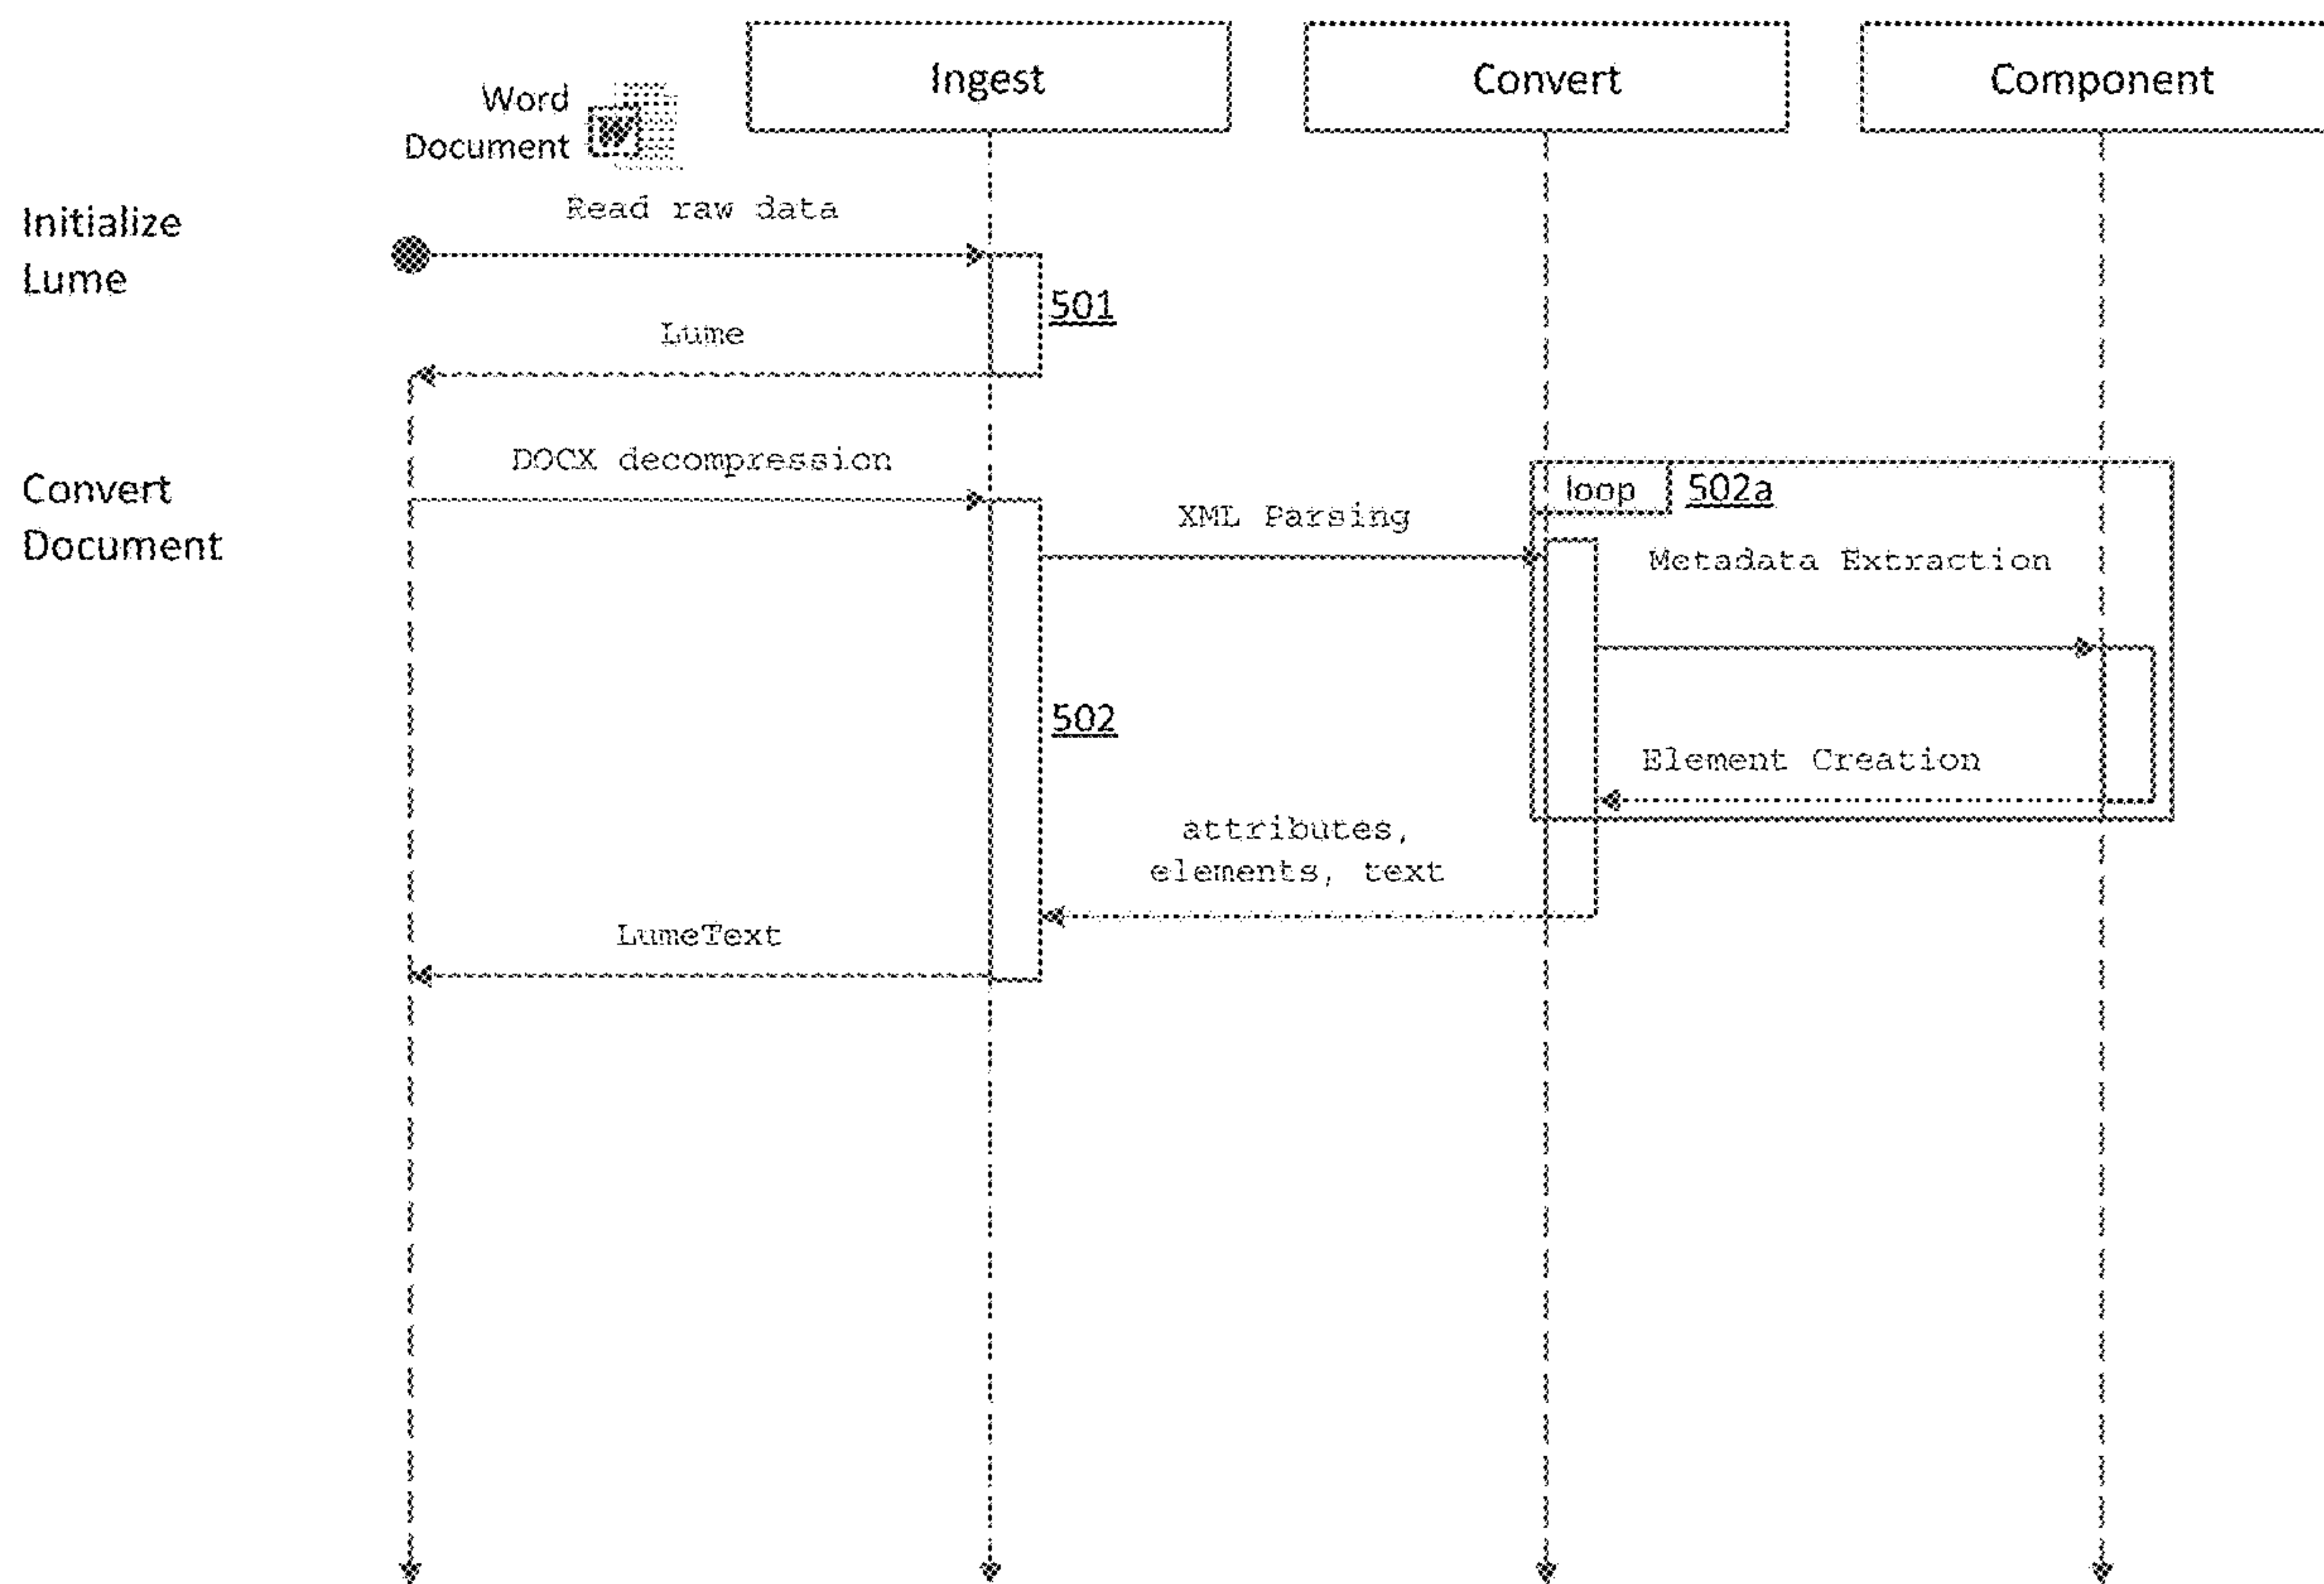 Ingest
Convert
Component
Word
Document
W
Read raw data
Initialize
Lume
501
Lume
DOCX decompression
Convert
Document
loop
502a
XML Parsing
Metadata Extraction
502
Element Creation
attributes,
elements, text
LumeText